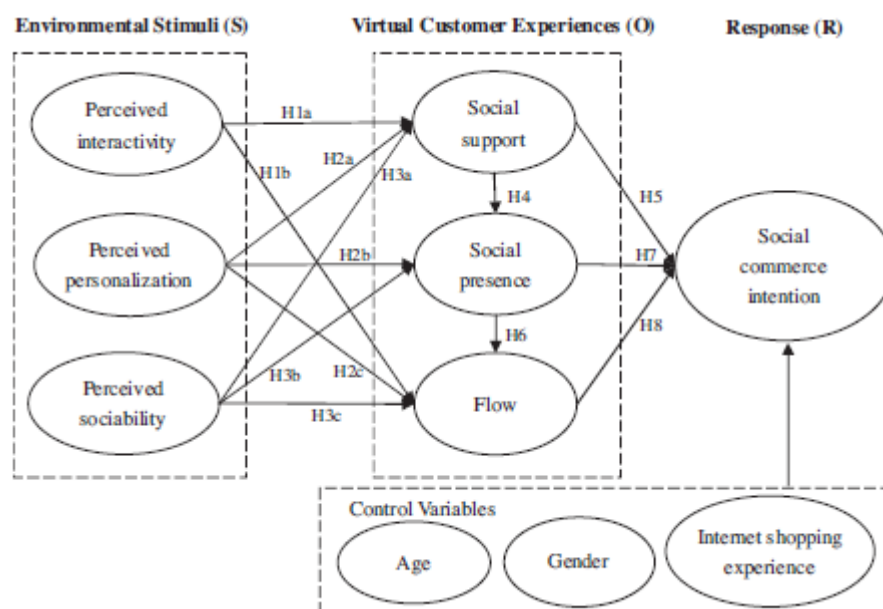 Environmental Stimuli (S)
Virtual Customer Experiences (O)
Response (R)
Perceived
interactivity
Perceived
personalization
Perceived
sociability
H1a
H2a
H1b
H3a
H2b
H3b
H2c
H3c
Social
support
H4
Social
presence
H6
Flow
H5
H7
H8
Social
commerce
intention
Control Variables
Age
Gender
Internet shopping
experience